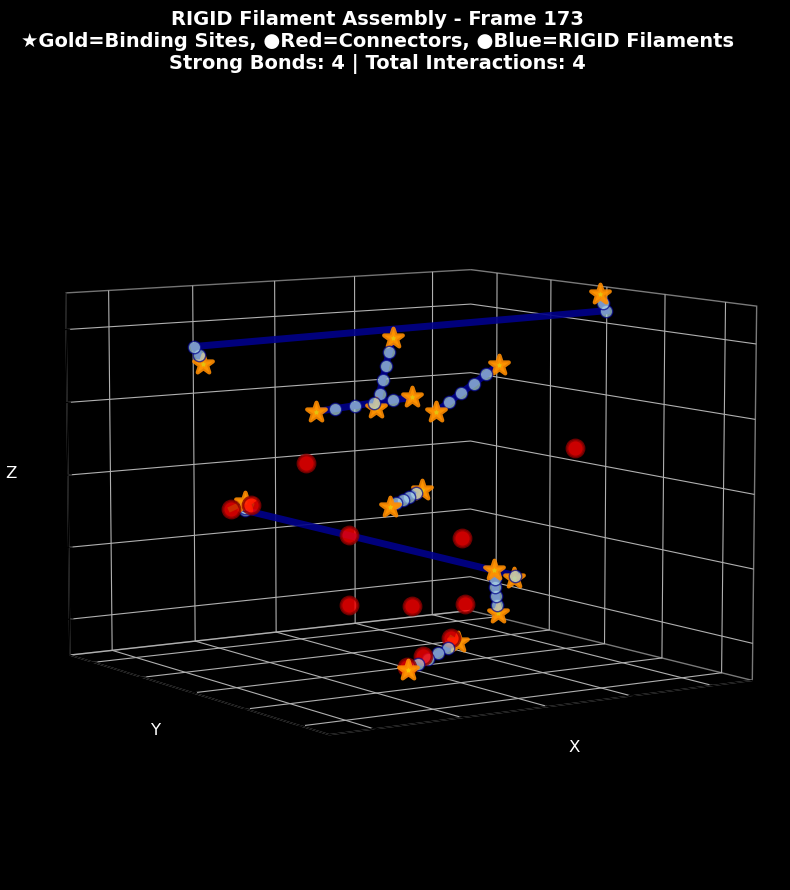 RIGID Filament Assembly - Frame 173
★Gold=Binding Sites, ●Red=Connectors, ●Blue=RIGID Filaments
Strong Bonds: 4 | Total Interactions: 4
Z
Y
X